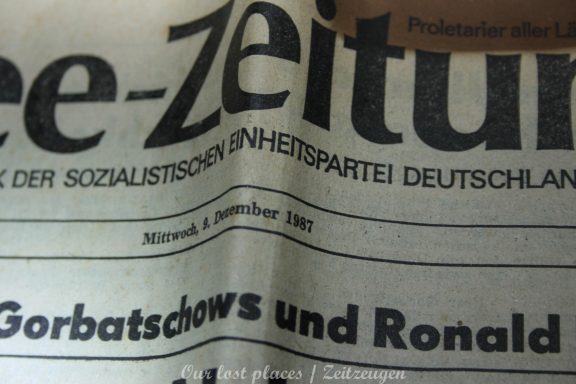 Proletarier aller Lä
ee-Zeitun
K DER SOZIALISTISCHEN EINHEITSPARTEI DEUTSCHLAN
Mittwoch, 9. Dezember 1987
Gorbatschows und Ronald
Our lost places | Zeitzeugen